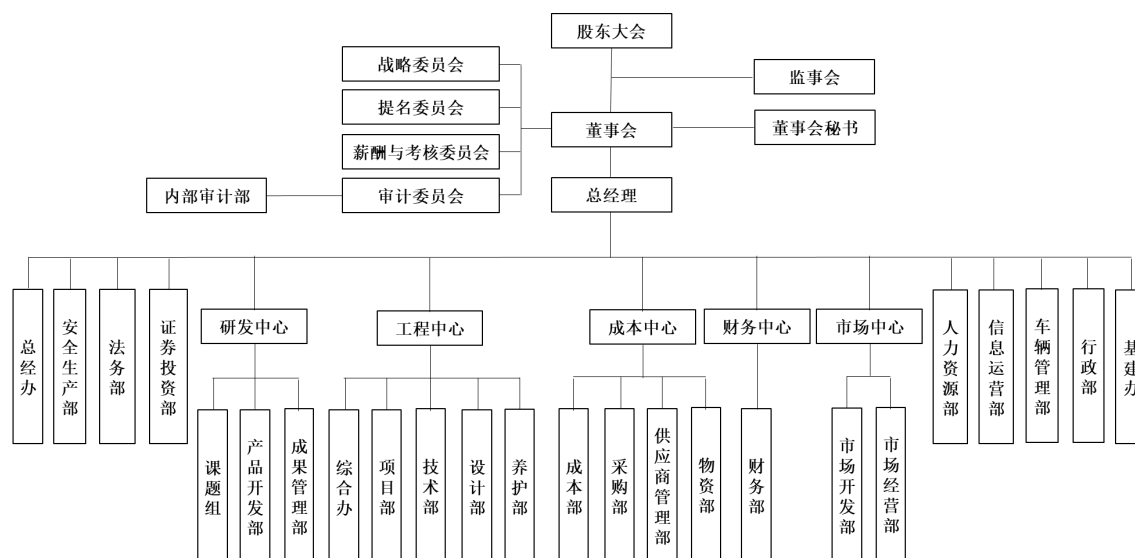 股东大会
战略委员会
监事会
提名委员会
董事会
董事会秘书
薪酬与考核委员会
内部审计部
审计委员会
总经理
总经办
安全生产部
法务部
证券投资部
研发中心
工程中心
成本中心
财务中心
市场中心
人力资源部
信息运营部
车辆管理部
行政部
基建办
课题组
产品开发部
成果管理部
综合办
项目部
技术部
设计部
养护部
成本部
采购部
供应商管理部
物资部
财务部
市场开发部
市场经营部